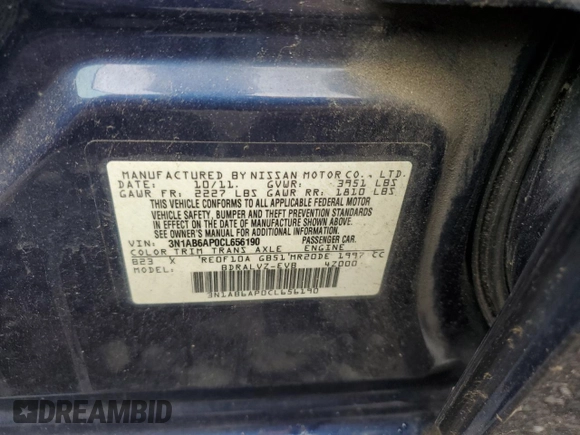 MANUFACTURED BY NISSAN MOTOR CO., LTD.
DATE: 10/11. GVWR: 3951 LBS
GAWR FR: 2227 LBS GAWR RR: 1810 LBS
THIS VEHICLE CONFORMS TO ALL APPLICABLE FEDERAL MOTOR
VEHICLE SAFETY, BUMPER AND THEFT PREVENTION STANDARDS
IN EFFECT ON THE DATE OF MANUFACTURE SHOWN ABOVE.
SEE OWNER'S MANUAL FOR ADDITIONAL INFORMATION.
VIN: 3N1AB6AP0CL656190 PASSENGER CAR.
COLOR TRIM TRANS AXLE ENGINE
B23 X RE0F10A GB51 MR20DE 1997 CC
MODEL: BDRALVZ-EVB 4Z000
3N1AB6AP0CL656190
DREAMBID